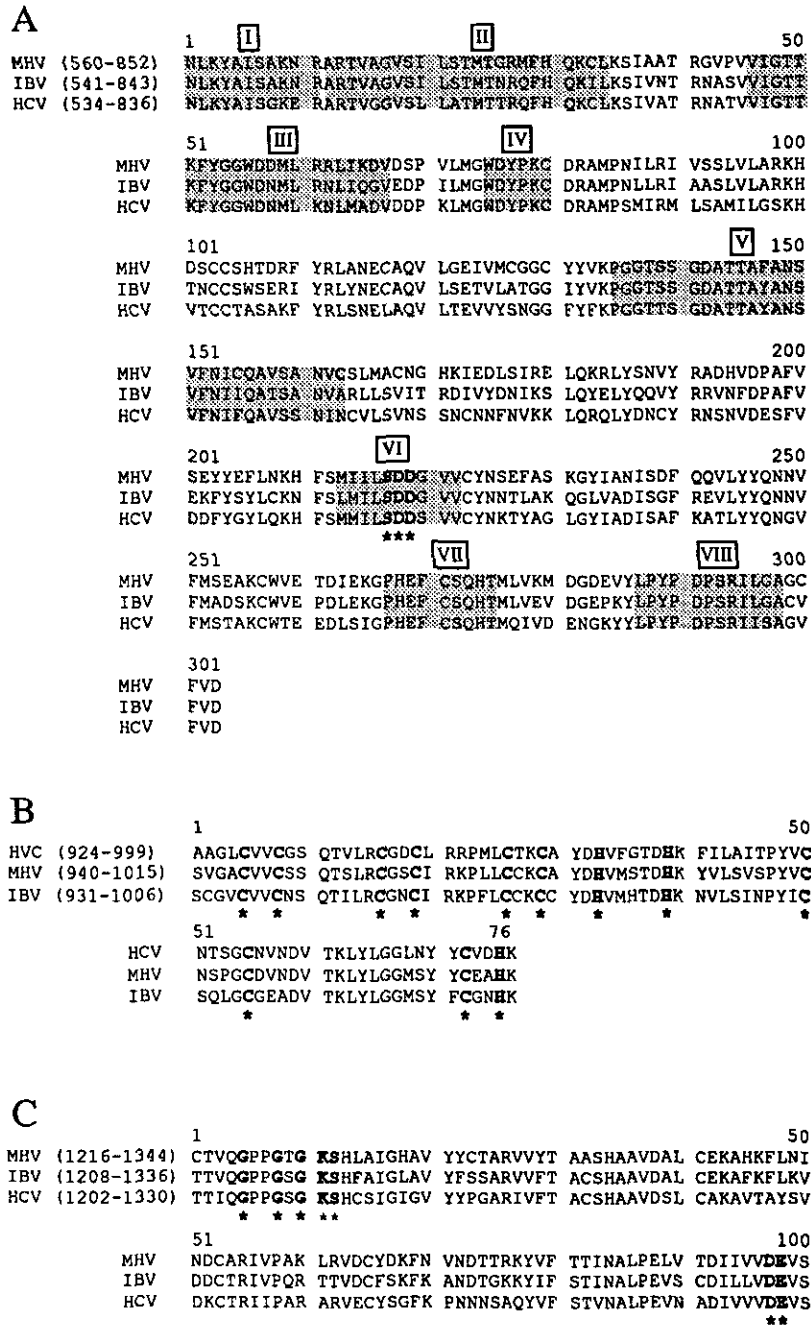 A
I II
1 50
MHV (560-852) NLKYAISAKN RARTVAGVSI LSTMTGRMFH QKCLKSIAAT RGVPVVIGTT
IBV (541-843) NLKYAISAKN RARTVAGVSI LSTMTNRQFH QKILKSIVNT RNASVVIGTT
HCV (534-836) NLKYAISGKE RARTVGGVSL LATMTTRQFH QKHLKSIVAT RNATVVIGTT
III IV
51 100
MHV KFYGGWDDML RRLIKDVDSP VLMGWDYPKC DRAMPNILRI VSSLVLARKH
IBV KFYGGWDNML RNLIQGVEDP ILMGWDYPKC DRAMPNLLRI AASLVLARKH
HCV KFYGGWDNML KNLMADVDDP KLMGWDYPKC DRAMPSMIRM LSAMILGSKH
V
101 150
MHV DSCCSHTDRF YRLANECAQV LGEIVMCGGC YYVKPGGTSS GDATTAFANS
IBV TNCCSWSERI YRLYNECAQV LSETVLATGG IYVKPGGTSS GDATTAYANS
HCV VTCCTASAKF YRLSNELAQV LTEVVYSNGG FYFKPGGTTS GDATTAYANS
151 200
MHV VFNICQAVSA NVCSLMACNG HKIEDLSIRE LQKRLYSNVY RADHVDPAFV
IBV VFNIIQATSA NVARLLSVIT RDIVYDNIKS LQYELYQQVY RRVNFDPAFV
HCV VFNIFQAVSS NINCVLSVNS SNCNNFNVKK LQRQLYDNCY RNSNVDESFV
VI
201 250
MHV SEYYEFLNKH FSMIILSDDG VVCYNSEFAS KGYIANISDF QQVLYYQNNV
IBV EKFYSYLCKN FSLMILSDDG VVCYNNTLAK QGLVADISGF REVLYYQNNV
HCV DDFYGYLQKH FSMMILSDDS VVCYNKTYAG LGYIADISAF KATLYYQNGV
***
VII VIII
251 300
MHV FMSEAKCWVE TDIEKGPHEF CSQHTMLVKM DGDEVYLPYP DPSRILGAGC
IBV FMADSKCWVE PDLEKGPHEF CSQHTMLVEV DGEPKYLPYP DPSRILGACV
HCV FMSTAKCWTE EDLSIGPHEF CSQHTMQIVD ENGKYYLPYP DPSRIISAGV
301
MHV FVD
IBV FVD
HCV FVD
B
1 50
HVC (924-999) AAGLCVVCGS QTVLRCGDCL RRPMLCTKCA YDHVFGTDHK FILAITPYVC
MHV (940-1015) SVGACVVCSS QTSLRCGSCI RKPLLCCKCA YDHVMSTDHK YVLSVSPYVC
IBV (931-1006) SCGVCVVCNS QTILRCGNCI RKPFLCCKCC YDHVMHTDHK NVLSINPYIC
* * * * * * * * *
51 76
HCV NTSGCNVNDV TKLYLGGLNY YCVDHK
MHV NSPGCDVNDV TKLYLGGMSY YCEAHK
IBV SQLGCGEADV TKLYLGGMSY FCGNHK
* * *
C
1 50
MHV (1216-1344) CTVQGPPGTG KSHLAIGHAV YYCTARVVYT AASHAAVDAL CEKAHKFLNI
IBV (1208-1336) TTVQGPPGSG KSHFAIGLAV YFSSARVVFT ACSHAAVDAL CEKAFKFLKV
HCV (1202-1330) TTIQGPPGSG KSHCSIGIGV YYPGARIVFT ACSHAAVDSL CAKAVTAYSV
* * * **
51 100
MHV NDCARIVPAK LRVDCYDKFN VNDTTRKYVF TTINALPELV TDIIVVDEVS
IBV DDCTRIVPQR TTVDCFSKFK ANDTGKKYIF STINALPEVS CDILLVDEVS
HCV DKCTRIIPAR ARVECYSGFK PNNNSAQYVF STVNALPEVN ADIVVVDEVS
**